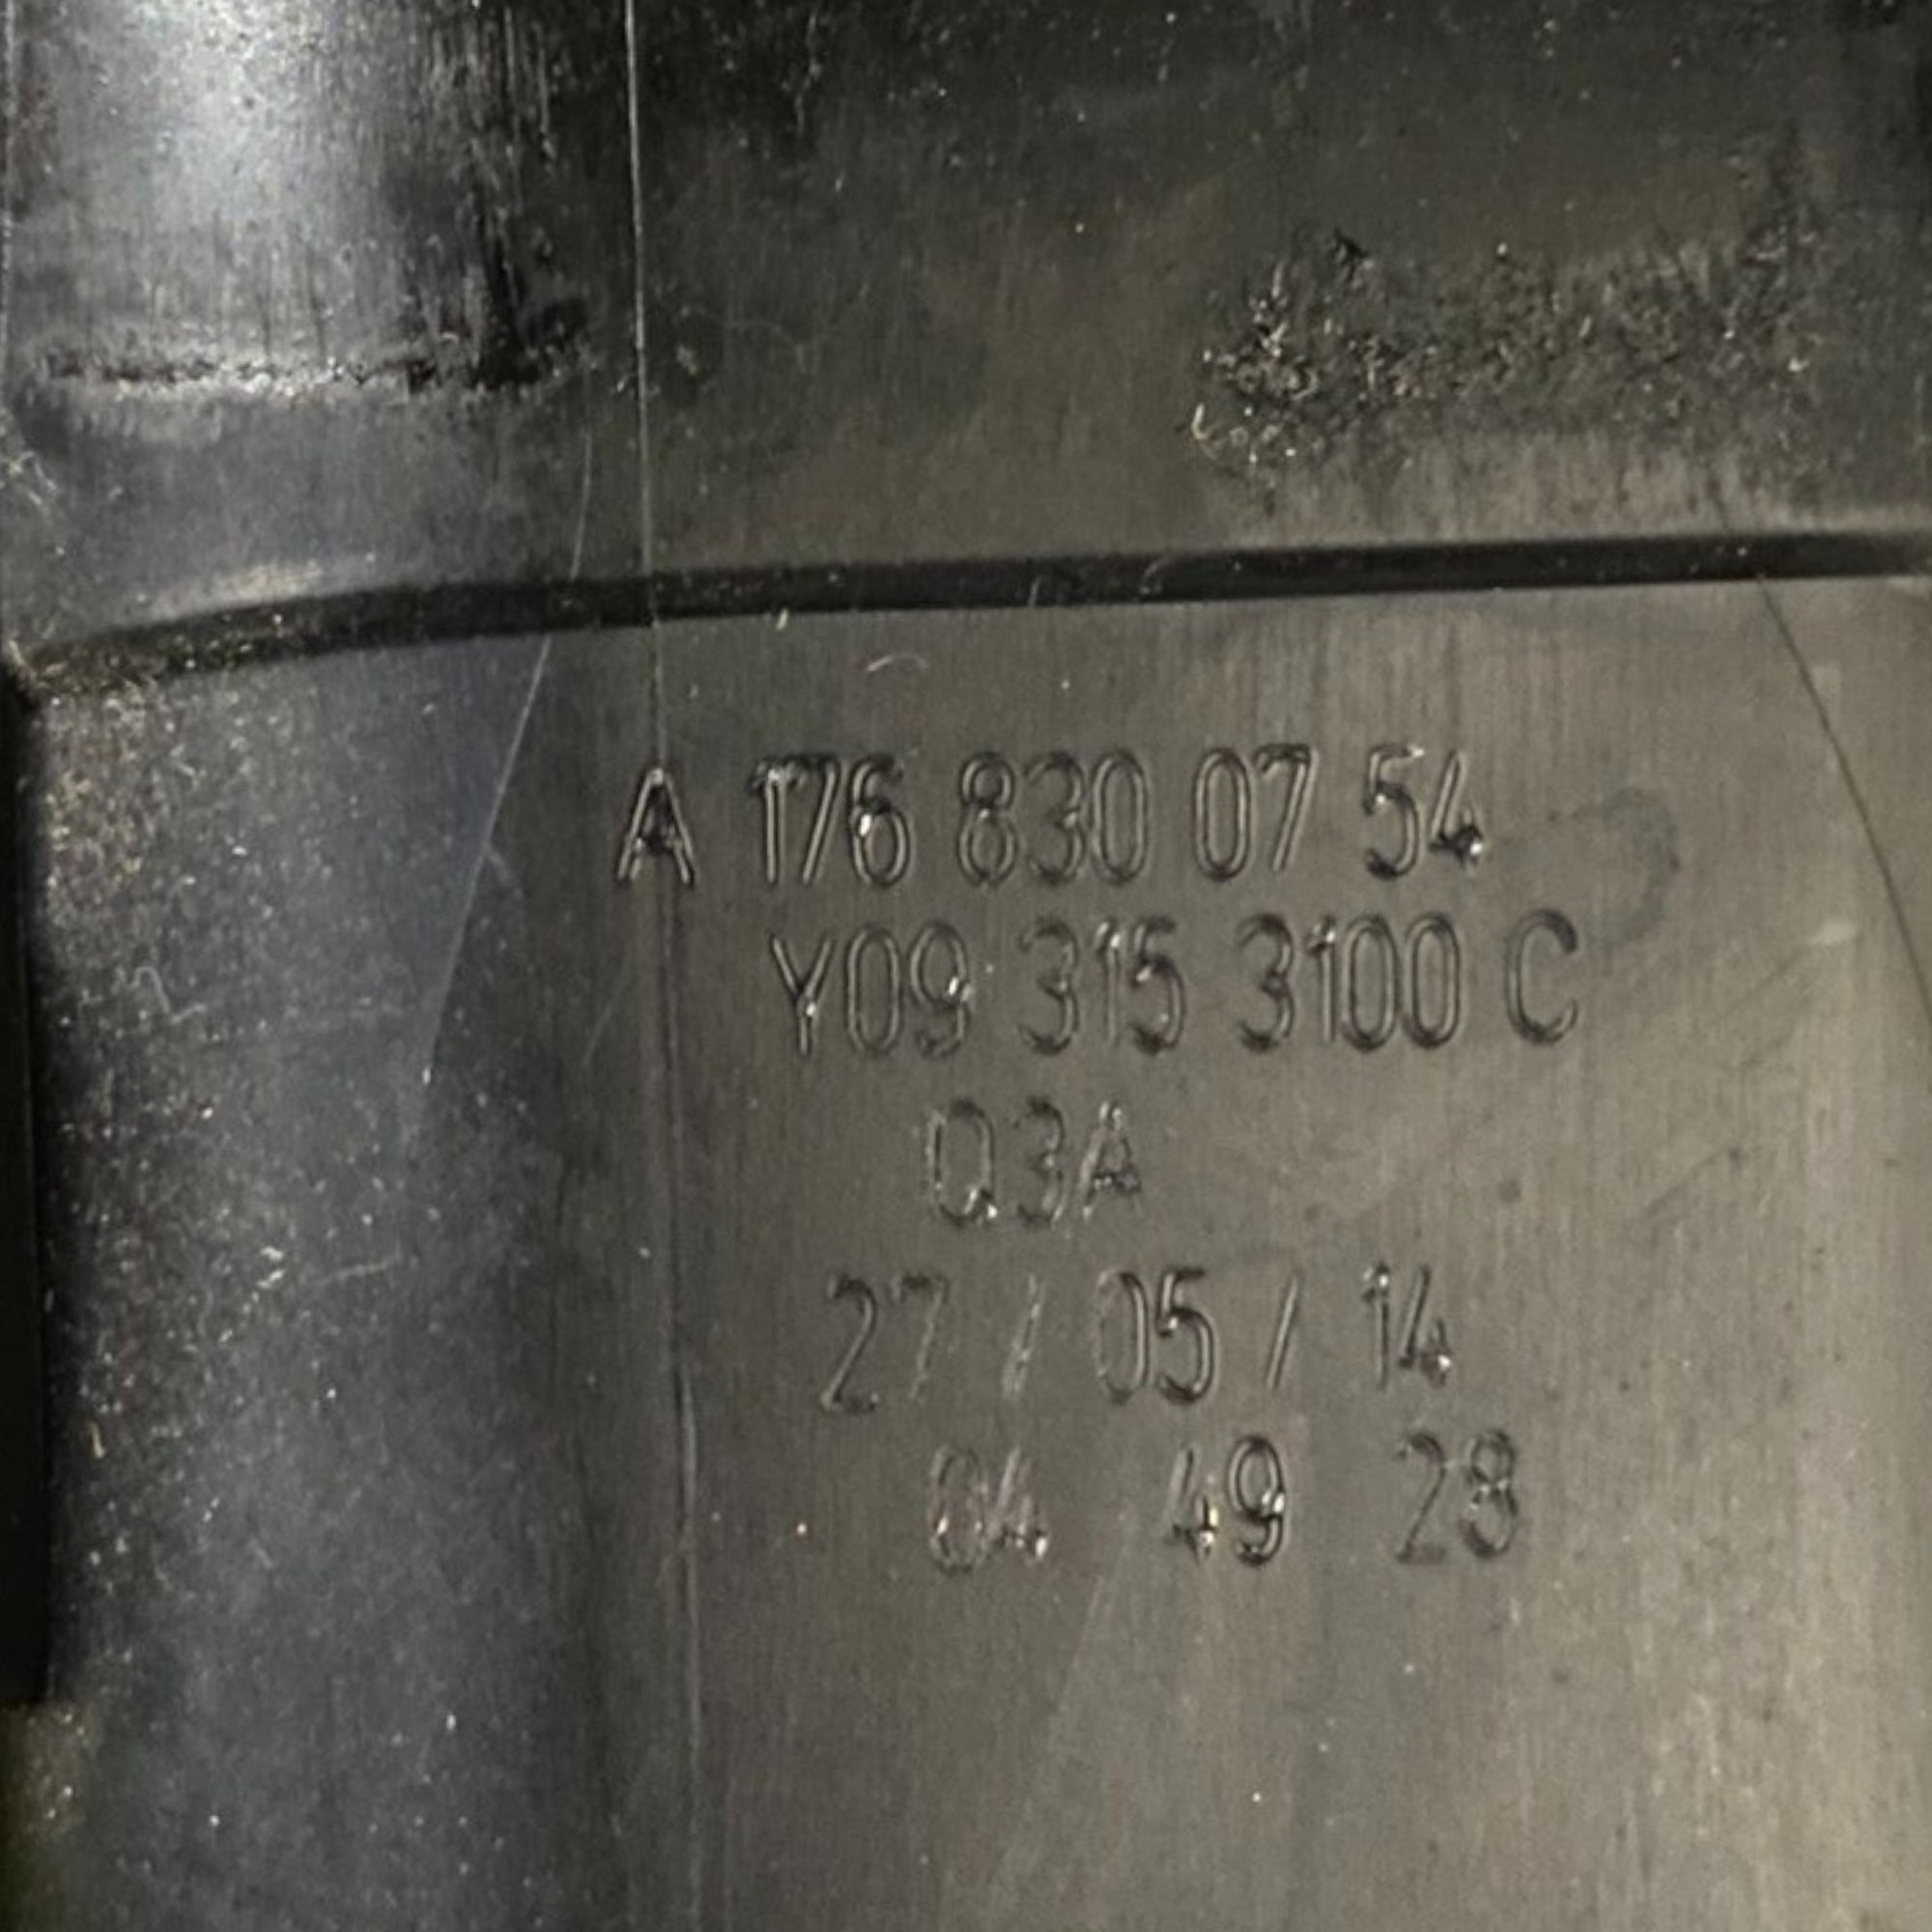 A 176 830 07 54
Y09 315 3100 C
Q3A
27 / 05 / 14
04 49 28